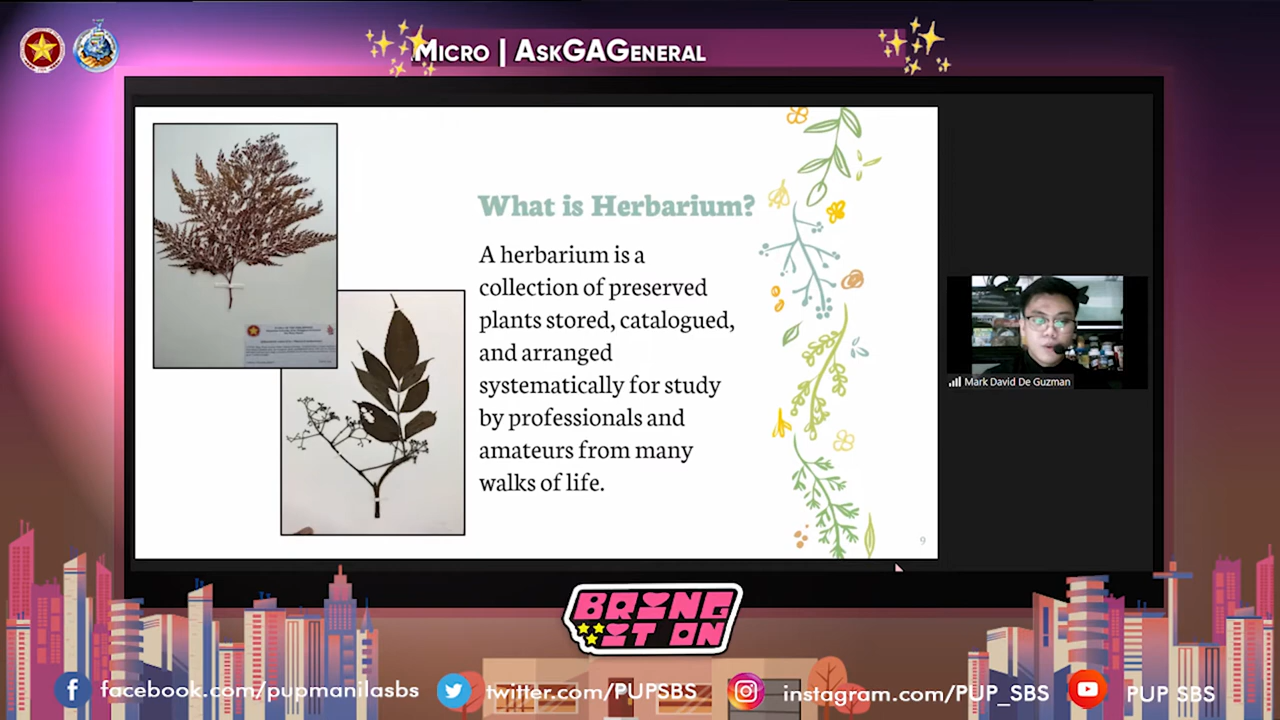 MICRO | ASKGAGENERAL
What is Herbarium?
A herbarium is a
collection of preserved
plants stored, catalogued,
and arranged
systematically for study
by professionals and
amateurs from many
walks of life.
9
Mark David De Guzman
BRING
IT ON
facebook.com/pupmanilasbs
twitter.com/PUPSBS
instagram.com/PUP_SBS
PUP SBS